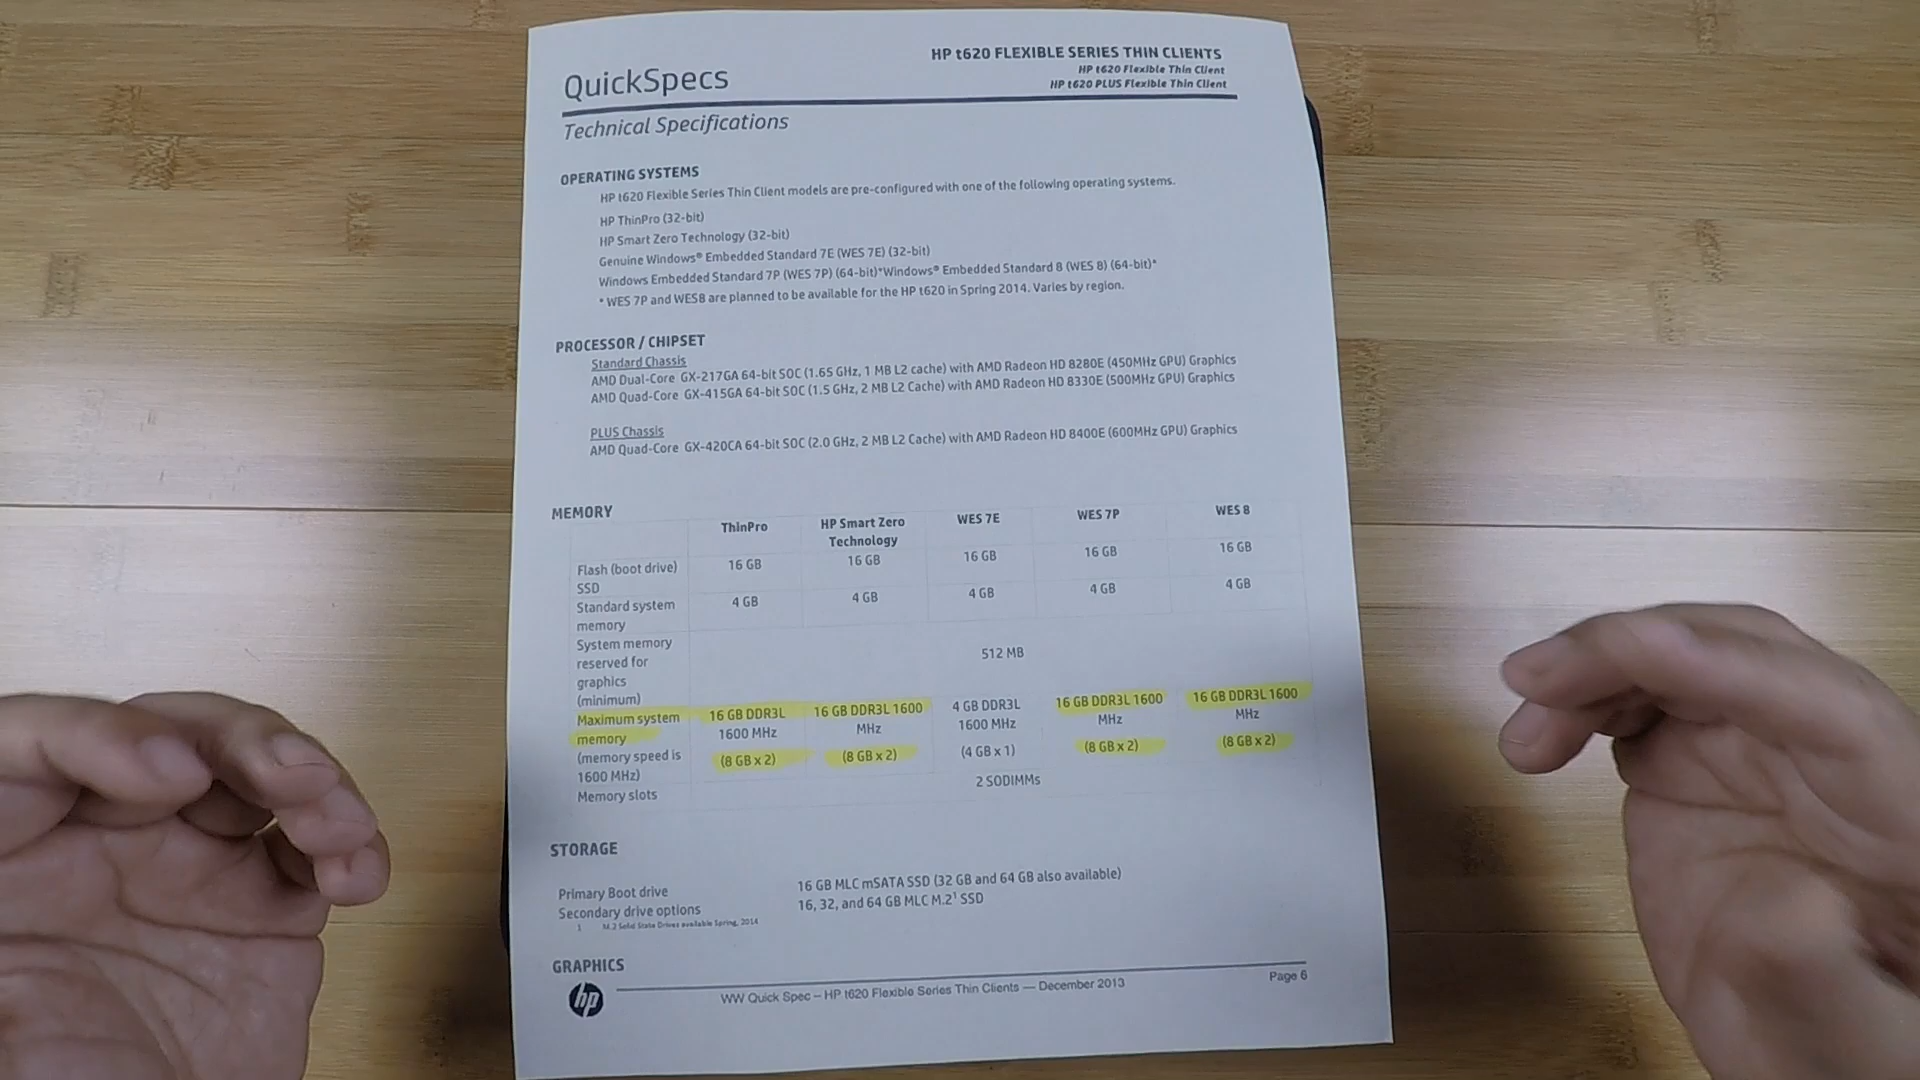 HP t620 FLEXIBLE SERIES THIN CLIENTS
QuickSpecs
HP t620 Flexible Thin Client
HP t620 PLUS Flexible Thin Client
Technical Specifications
OPERATING SYSTEMS
HP t620 Flexible Series Thin Client models are pre-configured with one of the following operating systems.
HP ThinPro (32-bit)
HP Smart Zero Technology (32-bit)
Genuine Windows® Embedded Standard 7E (WES 7E) (32-bit)
Windows Embedded Standard 7P (WES 7P) (64-bit)*Windows® Embedded Standard 8 (WES 8) (64-bit)*
* WES 7P and WES8 are planned to be available for the HP t620 in Spring 2014. Varies by region.
PROCESSOR / CHIPSET
Standard Chassis
AMD Dual-Core GX-217GA 64-bit SOC (1.65 GHz, 1 MB L2 cache) with AMD Radeon HD 8280E (450MHz GPU) Graphics
AMD Quad-Core GX-415GA 64-bit SOC (1.5 GHz, 2 MB L2 Cache) with AMD Radeon HD 8330E (500MHz GPU) Graphics
PLUS Chassis
AMD Quad-Core GX-420CA 64-bit SOC (2.0 GHz, 2 MB L2 Cache) with AMD Radeon HD 8400E (600MHz GPU) Graphics
MEMORY
ThinPro HP Smart Zero WES 7E WES 7P WES 8
Technology
Flash (boot drive) 16 GB 16 GB 16 GB 16 GB 16 GB
SSD
Standard system 4 GB 4 GB 4 GB 4 GB 4 GB
memory
System memory
reserved for 512 MB
graphics
(minimum)
Maximum system 16 GB DDR3L 16 GB DDR3L 1600 4 GB DDR3L 16 GB DDR3L 1600 16 GB DDR3L 1600
memory 1600 MHz MHz 1600 MHz MHz MHz
(memory speed is (8 GB x 2) (8 GB x 2) (4 GB x 1) (8 GB x 2) (8 GB x 2)
1600 MHz)
Memory slots 2 SODIMMs
STORAGE
Primary Boot drive 16 GB MLC mSATA SSD (32 GB and 64 GB also available)
Secondary drive options 16, 32, and 64 GB MLC M.2¹ SSD
1 M.2 Solid State Drives available Spring, 2014
GRAPHICS
hp
WW Quick Spec – HP t620 Flexible Series Thin Clients — December 2013
Page 6